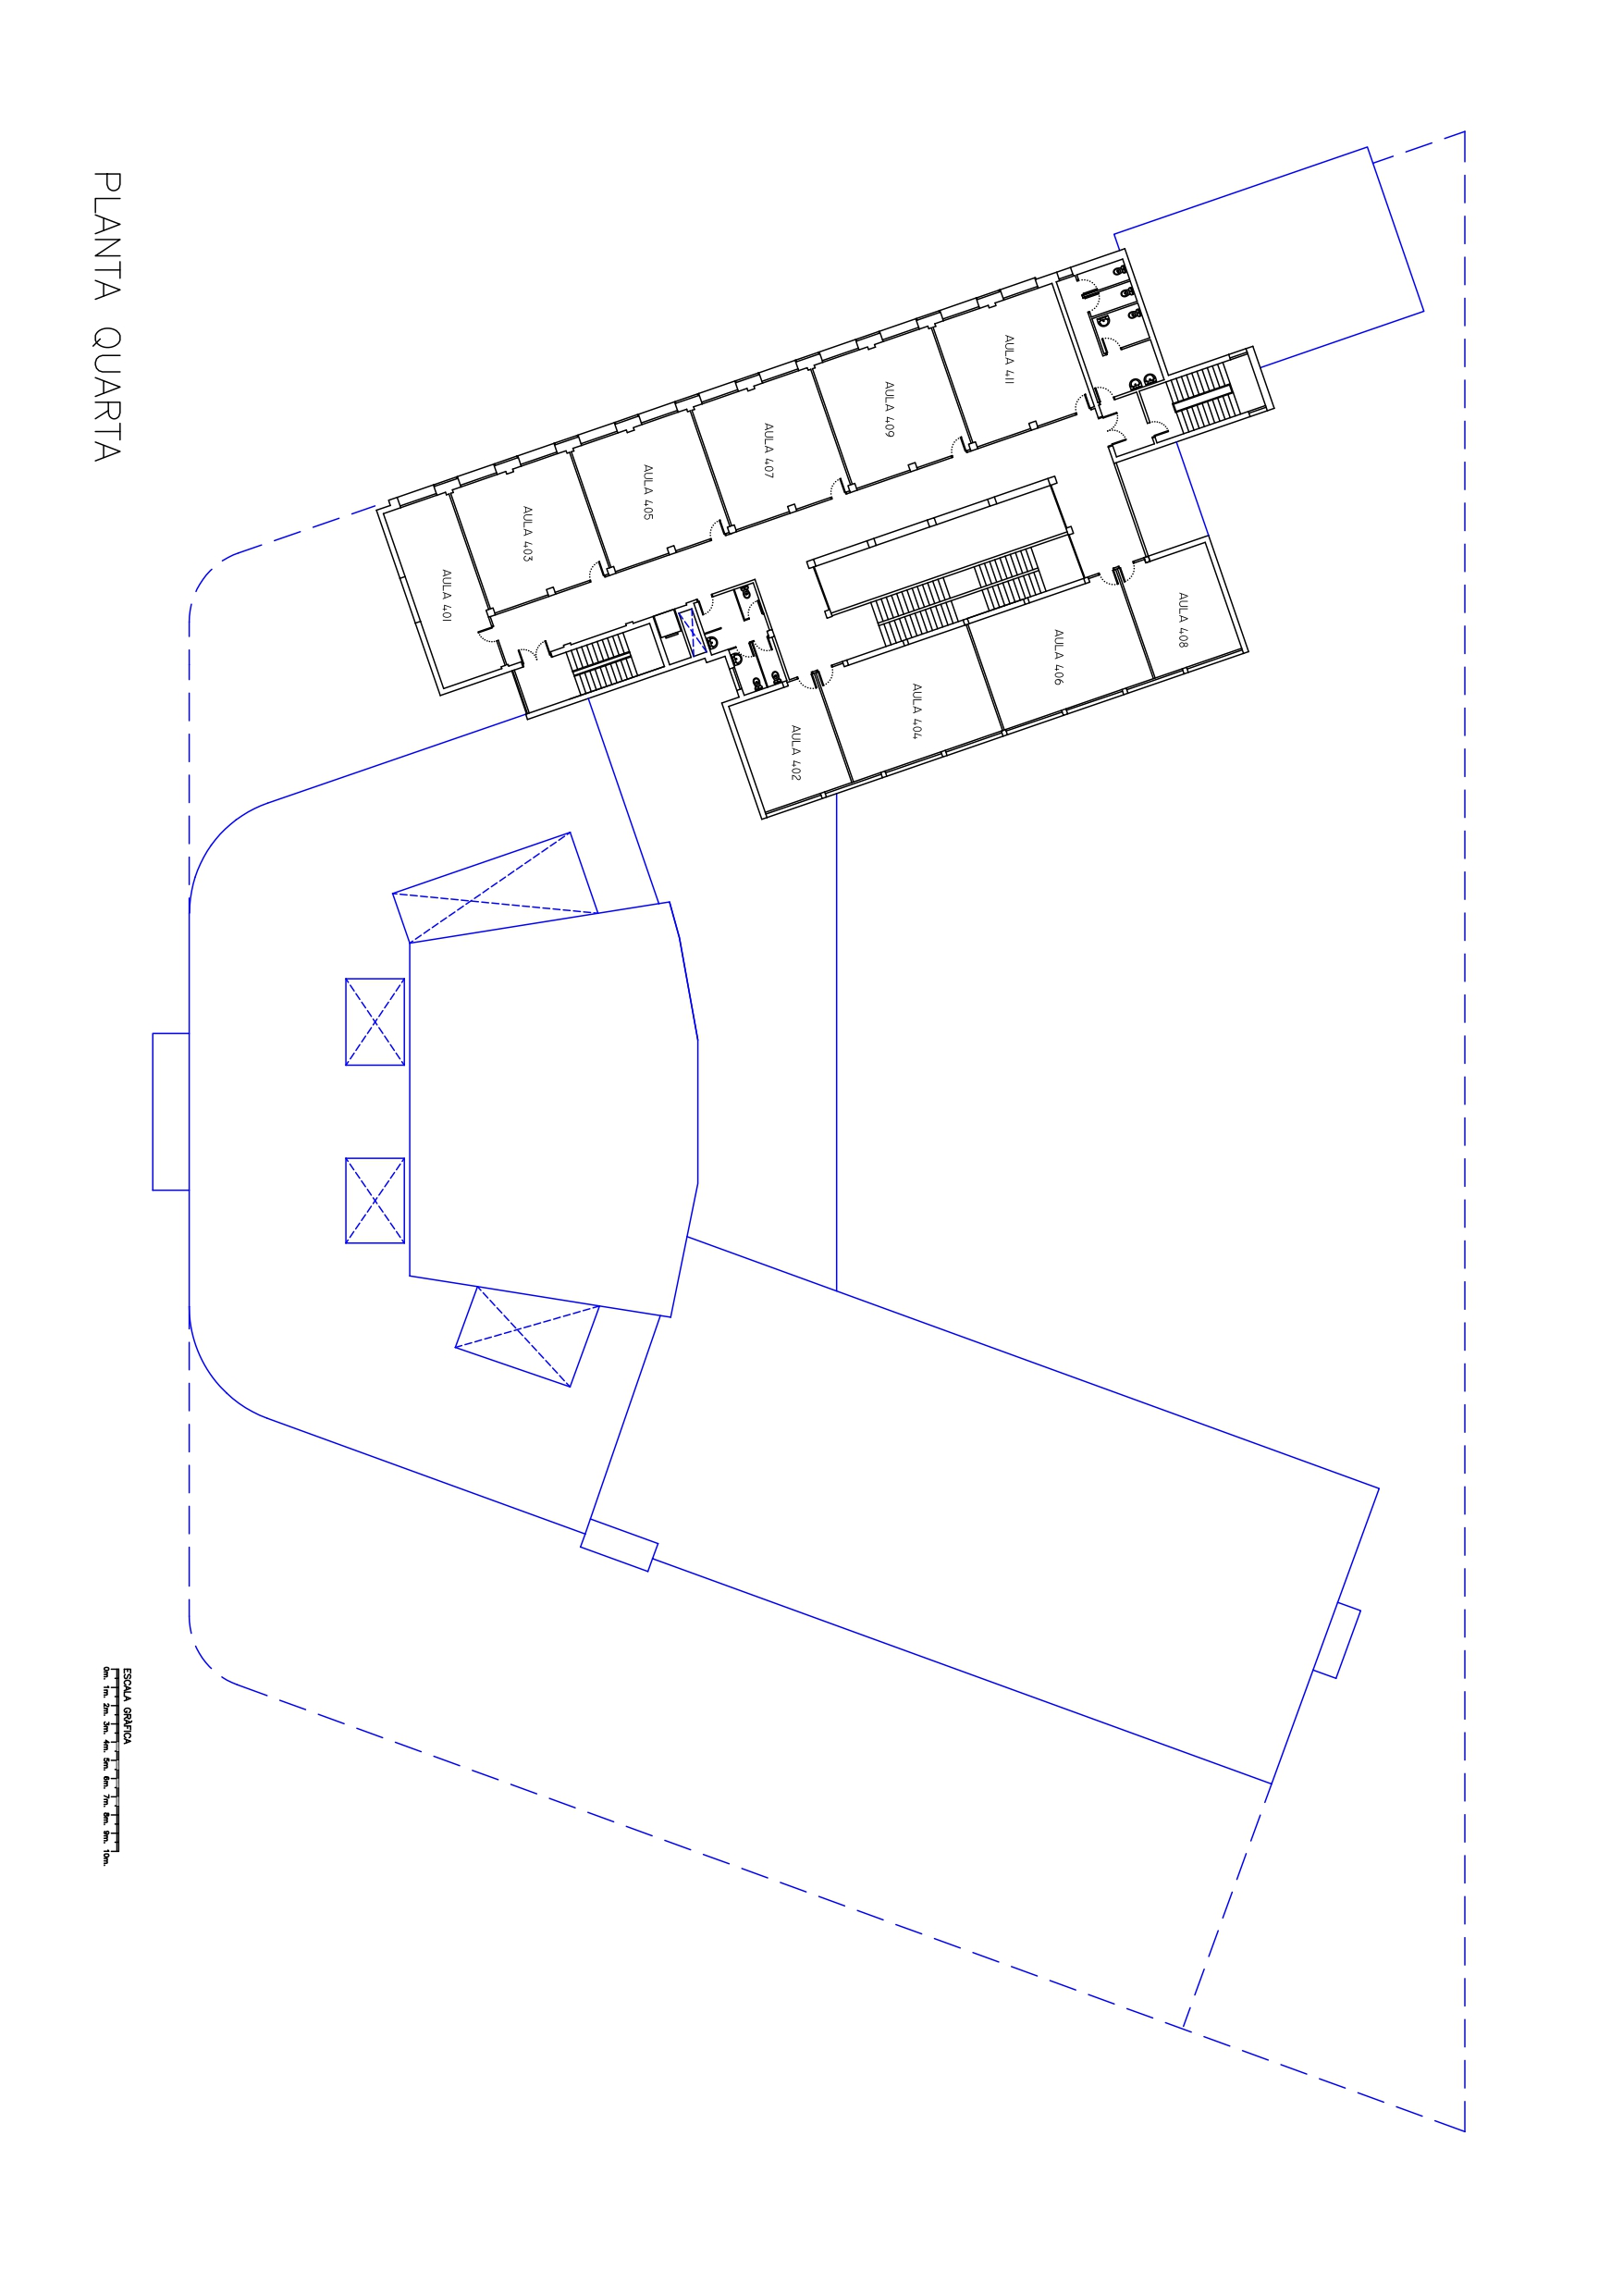 AULA 408
AULA 406
AULA 411
AULA 404
AULA 409
AULA 402
AULA 407
AULA 405
AULA 403
AULA 401
PLANTA QUARTA
ESCALA GRÀFICA
0m. 1m. 2m. 3m. 4m. 5m. 6m. 7m. 8m. 9m. 10m.